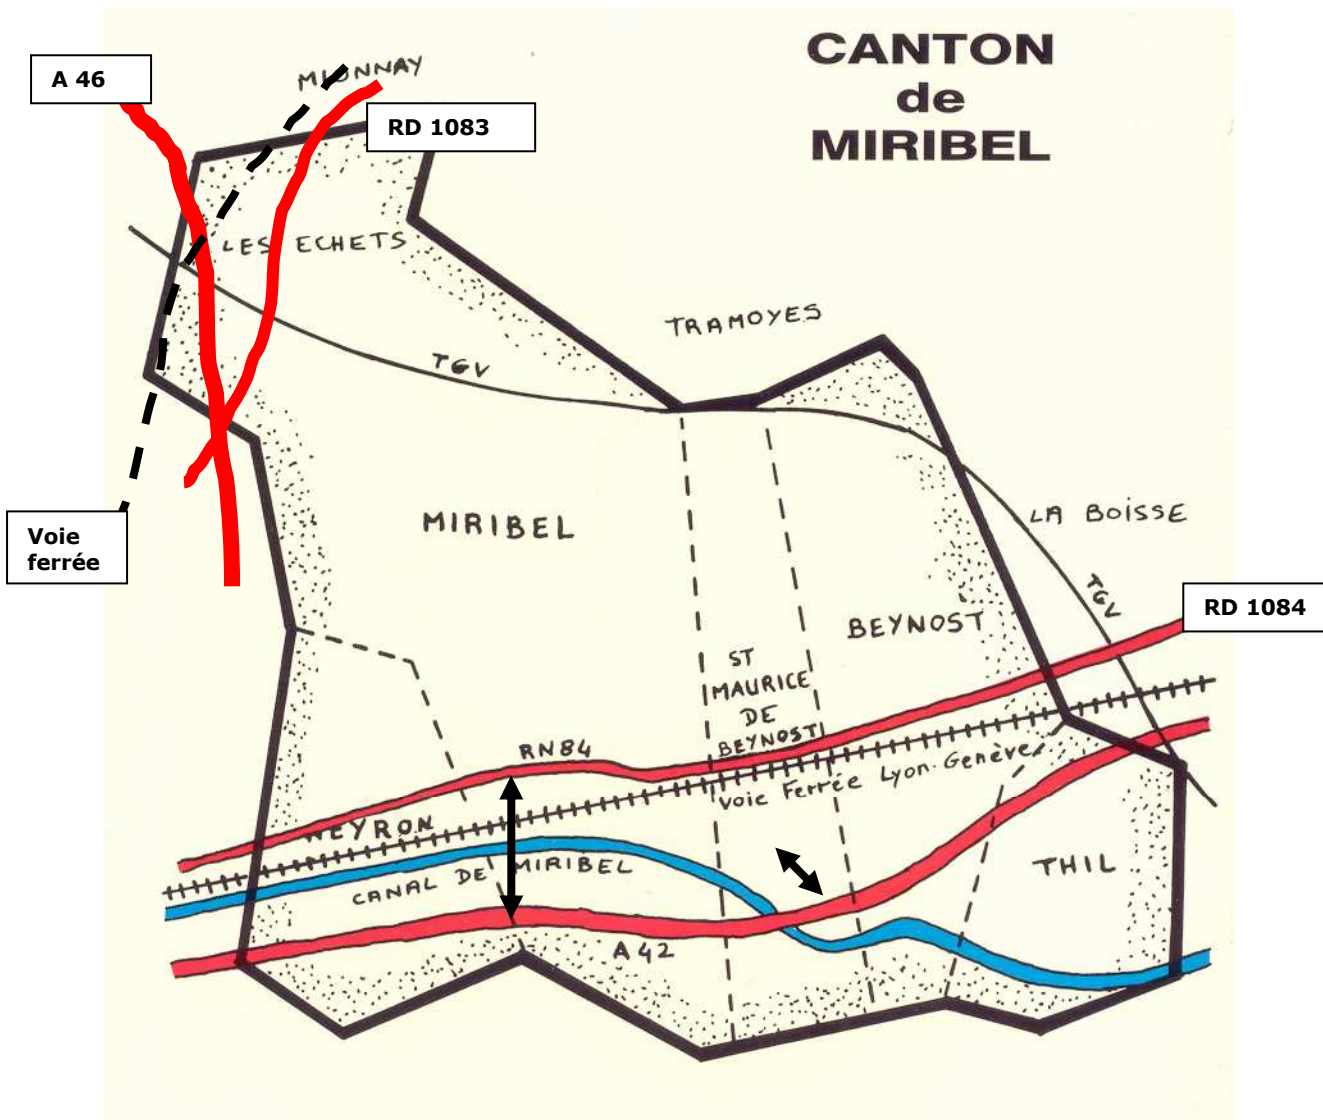 CANTON
de
MIRIBEL
A 46
MIONNAY
RD 1083
LES ECHETS
TRAMOYES
TGV
Voie
ferrée
MIRIBEL
LA BOISSE
TGV
RD 1084
BEYNOST
ST
MAURICE
DE
BEYNOST
RN84
Voie Ferrée Lyon-Genève
NEYRON
CANAL DE MIRIBEL
THIL
A 42